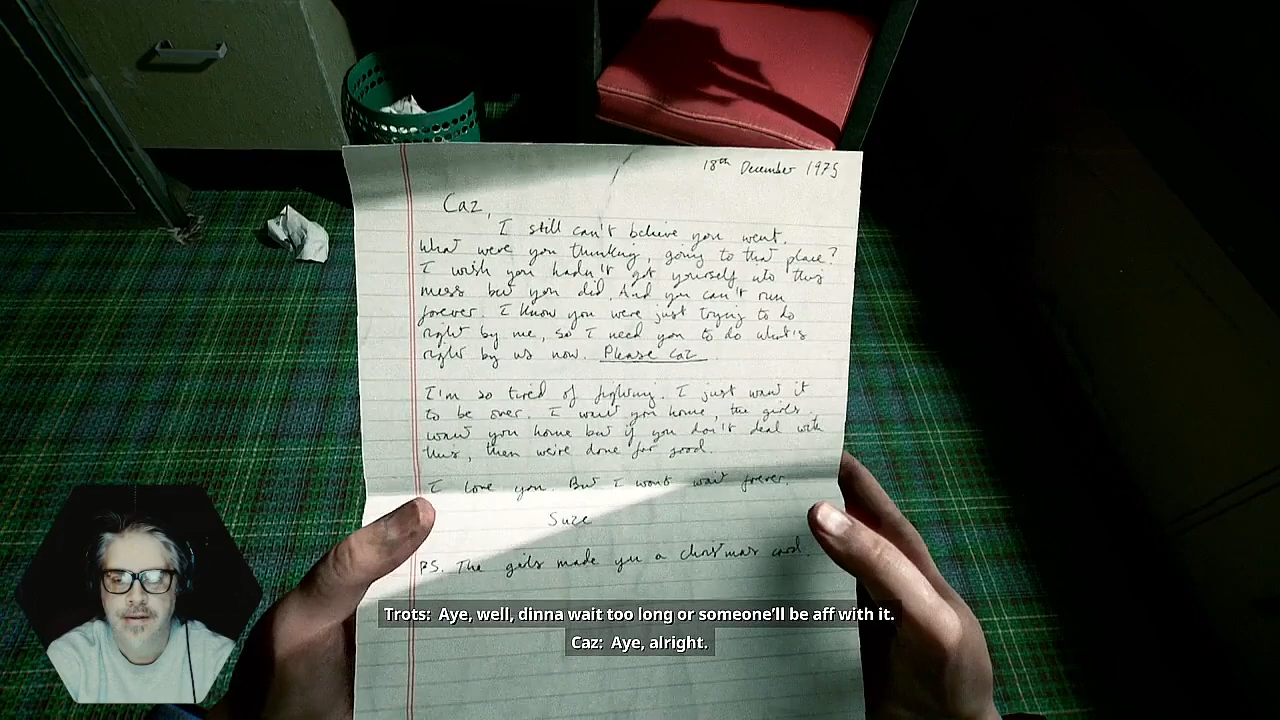 18th December 1975
Caz,
I still can't believe you went.
What were you thinking, going to that place?
I wish you hadn't got yourself into this
mess but you did. And you can't run
forever. I know you were just trying to do
right by me, so I need you to do what's
right by us now. Please Caz.
I'm so tired of fighting. I just want it
to be over. I want you home, the girls
want you home but if you don't deal with
this, then we're done for good.
I love you. But I won't wait forever.
Suze
P.S. The girls made you a christmas card.
Trots: Aye, well, dinna wait too long or someone'll be aff with it.
Caz: Aye, alright.